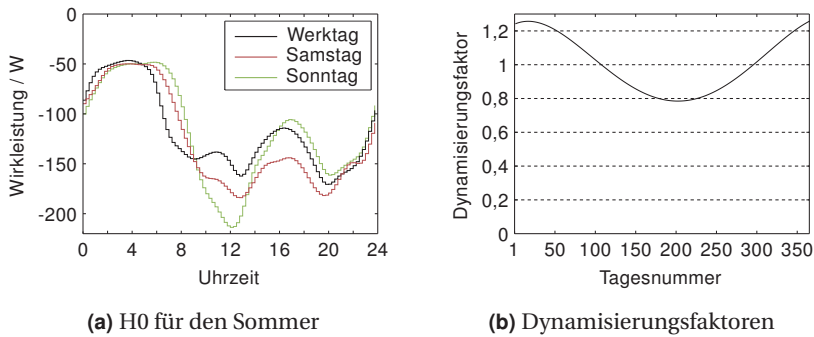 0
-50
-100
-150
-200
0 4 8 12 16 20 24
Wirkleistung / W
Uhrzeit
Werktag
Samstag
Sonntag
(a) H0 für den Sommer
1,2
1
0,8
0,6
0,4
0,2
0
1 50 100 150 200 250 300 350
Dynamisierungsfaktor
Tagesnummer
(b) Dynamisierungsfaktoren